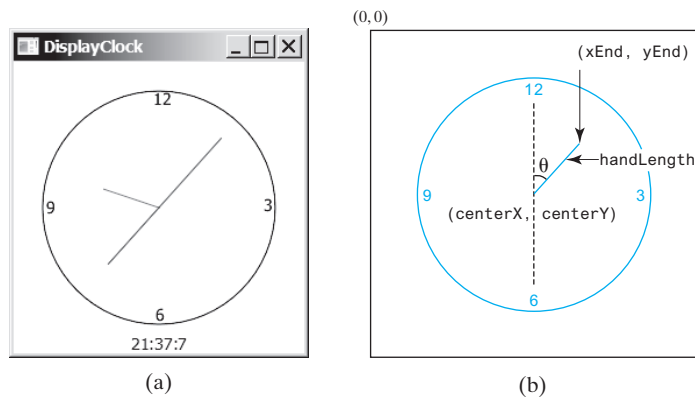 DisplayClock
12
9
3
6
21:37:7
(a)
(0, 0)
(xEnd, yEnd)
12
θ
handLength
9
3
(centerX, centerY)
6
(b)